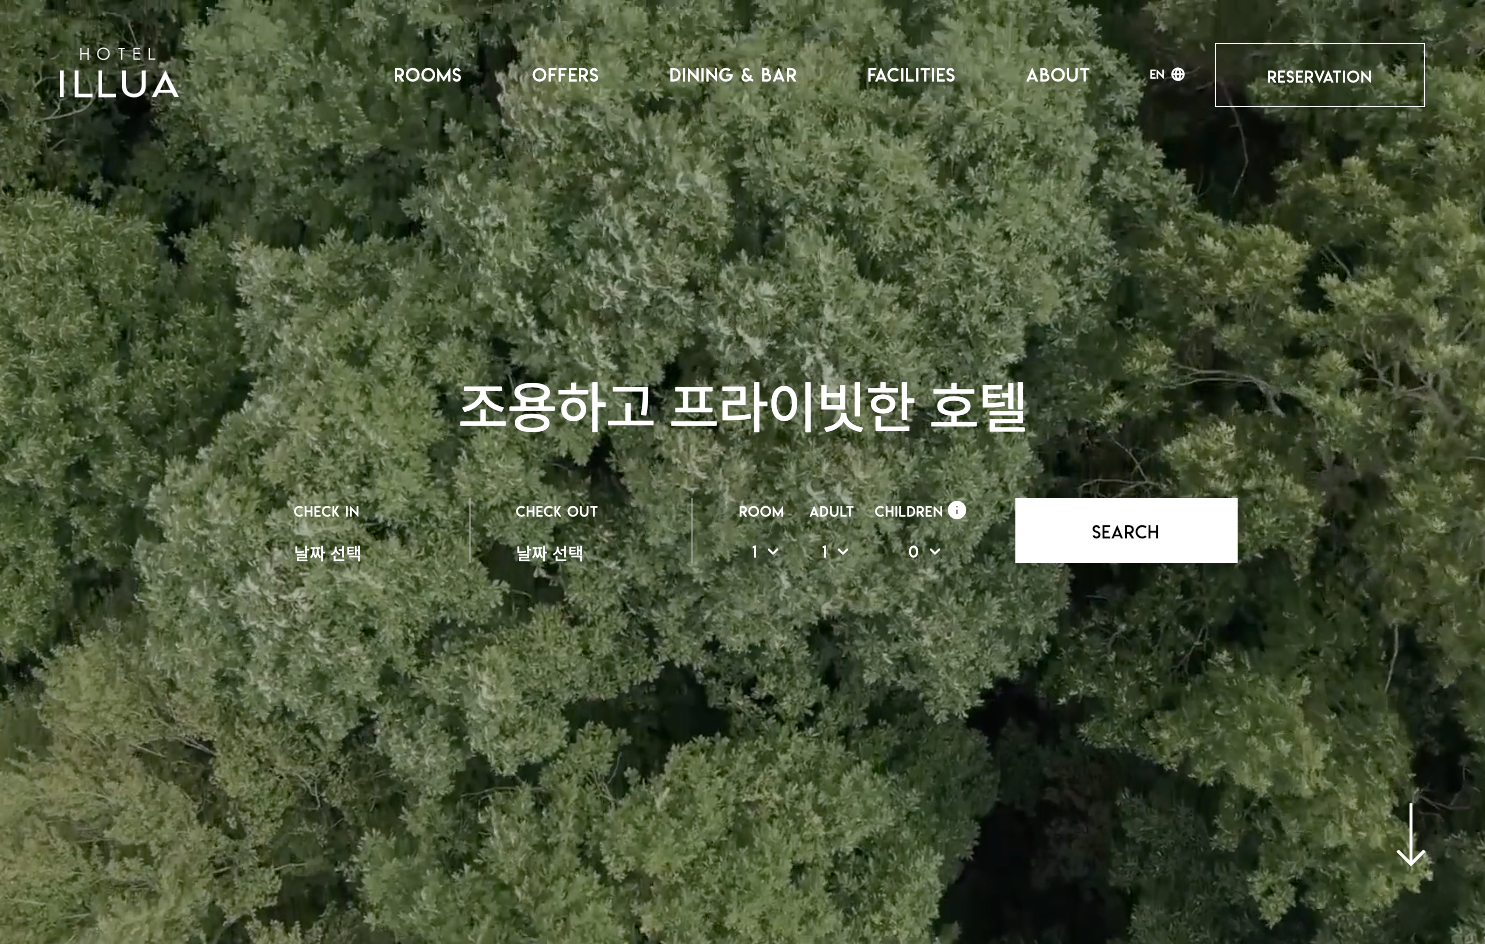 HOTEL
ILLUA
ROOMS
OFFERS
DINING & BAR
FACILITIES
ABOUT
EN
RESERVATION
조용하고 프라이빗한 호텔
CHECK IN
날짜 선택
CHECK OUT
날짜 선택
ROOM
1
ADULT
1
CHILDREN
0
SEARCH